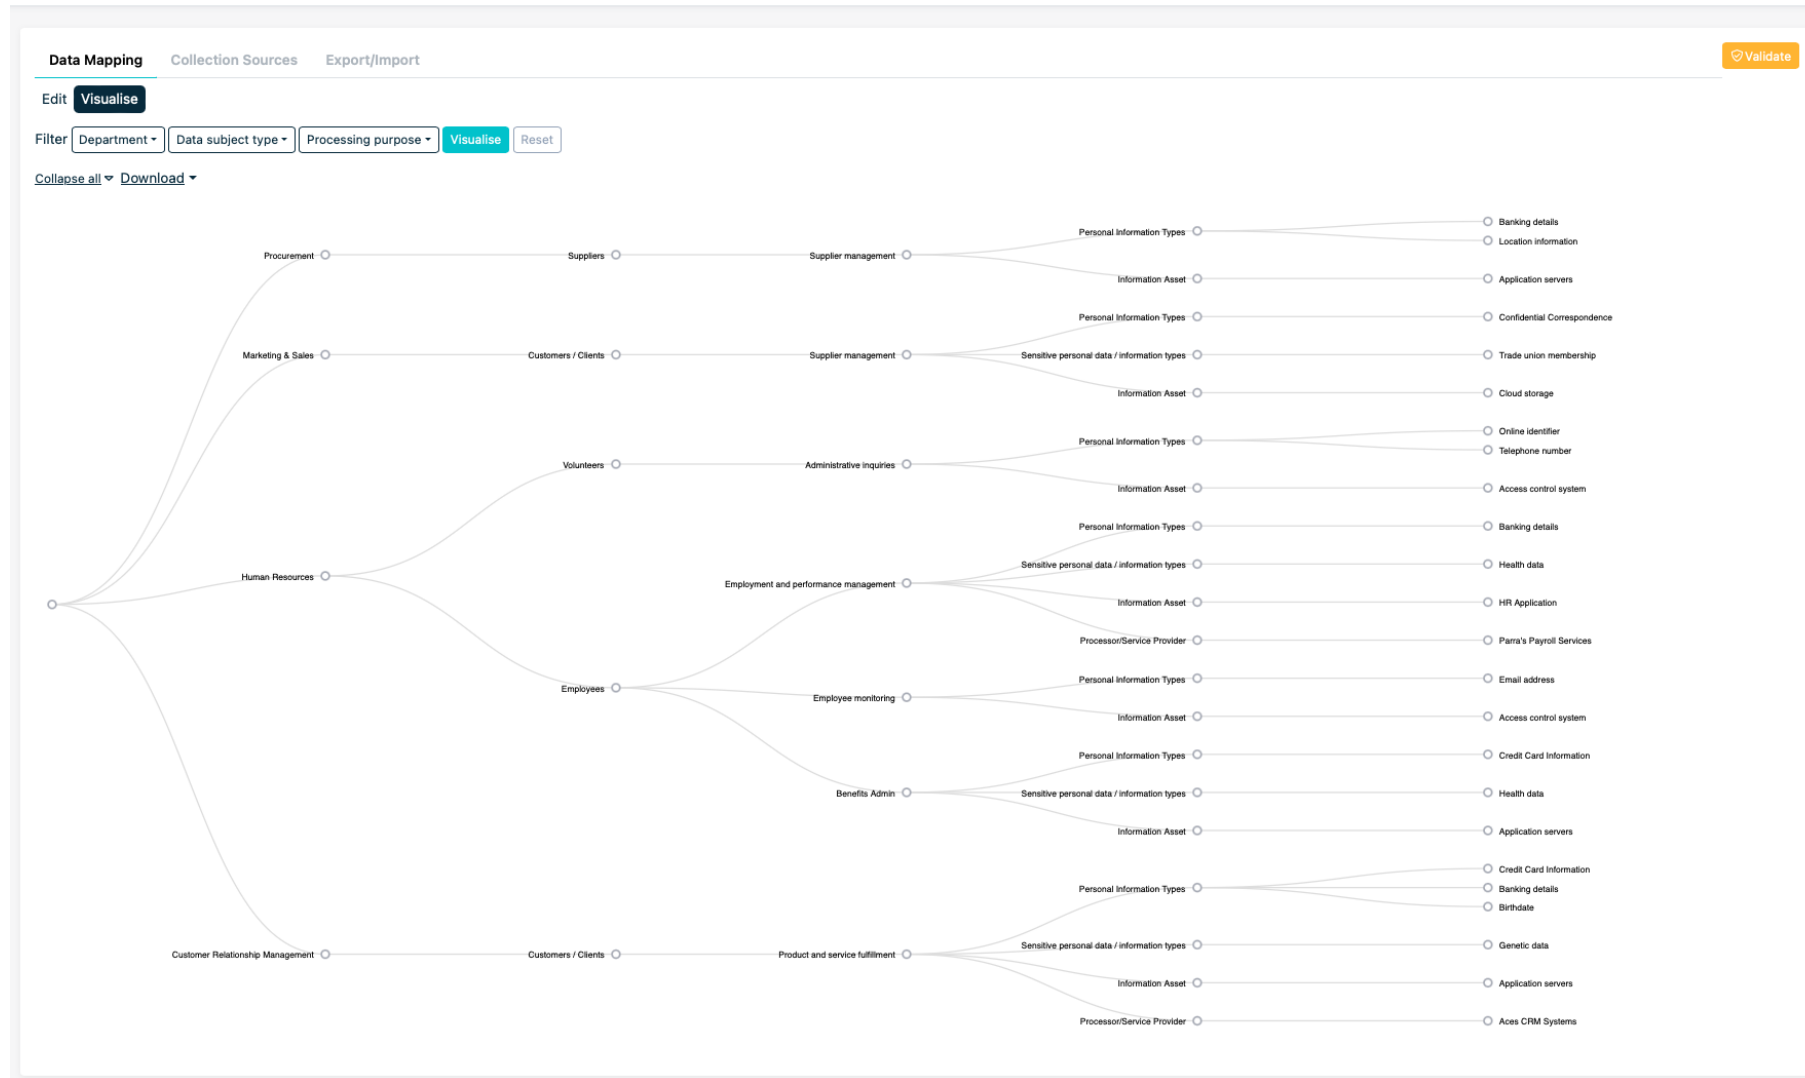 Data Mapping Collection Sources Export/Import Validate
Edit Visualise
Filter Department Data subject type Processing purpose Visualise Reset
Collapse all Download
Banking details
Personal Information Types
Location information
Procurement Suppliers Supplier management
Information Asset Application servers
Personal Information Types Confidential Correspondence
Marketing & Sales Customers / Clients Supplier management Sensitive personal data / information types Trade union membership
Information Asset Cloud storage
Online identifier
Personal Information Types
Telephone number
Volunteers Administrative inquiries
Information Asset Access control system
Personal Information Types Banking details
Sensitive personal data / information types Health data
Human Resources
Employment and performance management
Information Asset HR Application
Processor/Service Provider Parra's Payroll Services
Personal Information Types Email address
Employees
Employee monitoring
Information Asset Access control system
Personal Information Types Credit Card Information
Benefits Admin Sensitive personal data / information types Health data
Information Asset Application servers
Credit Card Information
Personal Information Types Banking details
Birthdate
Sensitive personal data / information types Genetic data
Customer Relationship Management Customers / Clients Product and service fulfillment
Information Asset Application servers
Processor/Service Provider Aces CRM Systems